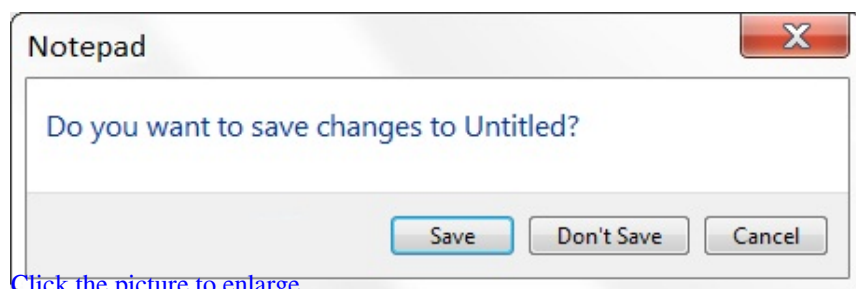 Notepad
Do you want to save changes to Untitled?
Save Don't Save Cancel
Click the picture to enlarge